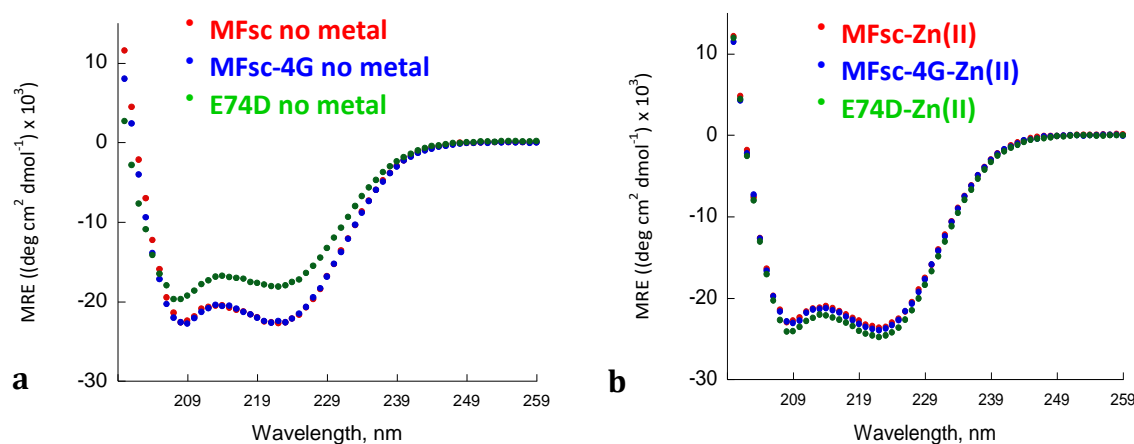 MFsc no metal
MFsc-4G no metal
E74D no metal
10
0
-10
-20
-30
MRE ((deg cm² dmol⁻¹) x 10³)
209 219 229 239 249 259
Wavelength, nm
a
MFsc-Zn(II)
MFsc-4G-Zn(II)
E74D-Zn(II)
10
0
-10
-20
-30
MRE ((deg cm² dmol⁻¹) x 10³)
209 219 229 239 249 259
Wavelength, nm
b